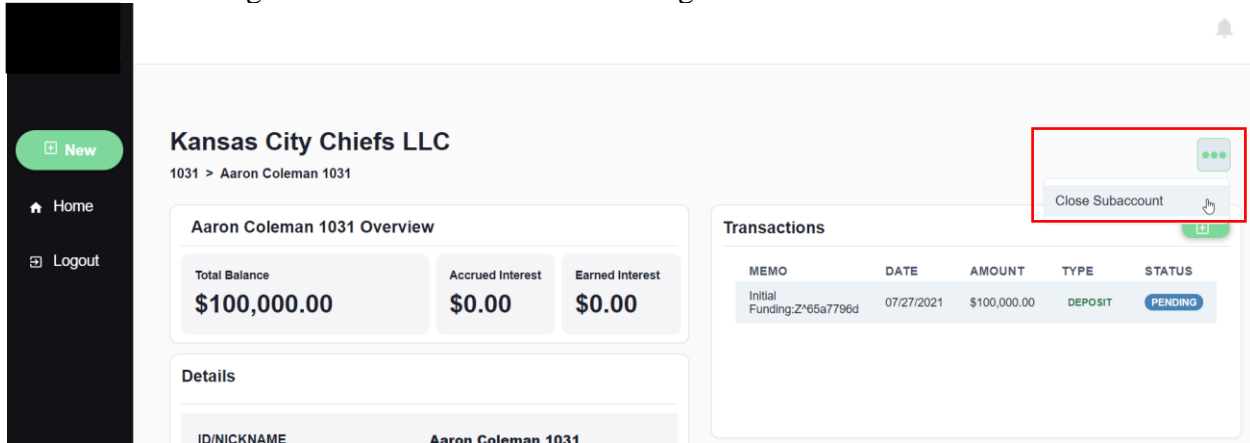 New
Home
Logout
Kansas City Chiefs LLC
1031 > Aaron Coleman 1031
Close Subaccount
Aaron Coleman 1031 Overview
Total Balance
$100,000.00
Accrued Interest
$0.00
Earned Interest
$0.00
Details
ID/NICKNAME Aaron Coleman 1031
Transactions
MEMO DATE AMOUNT TYPE STATUS
Initial
Funding:Z^65a7796d 07/27/2021 $100,000.00 DEPOSIT PENDING